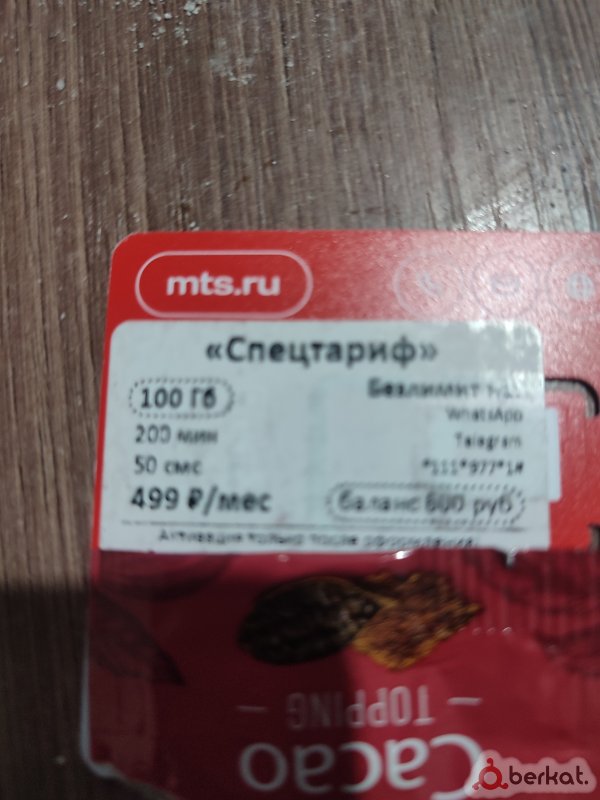 mts.ru
«Спецтариф»
100 Гб
200 мин
50 смс
499 ₽/мес
Безлимит на:
WhatsApp
Telegram
*111*977*1#
баланс 600 руб
Активация только после оформления
TOPPING
Cacao
berkat.